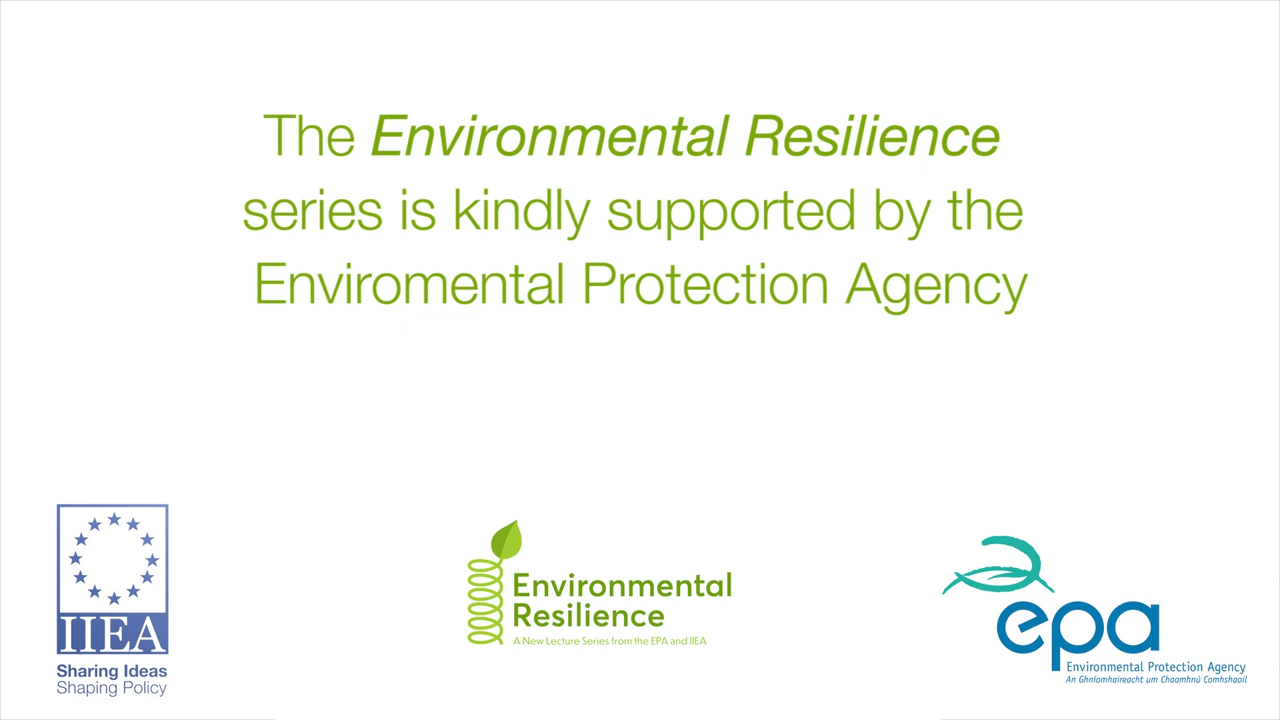 The Environmental Resilience
series is kindly supported by the
Enviromental Protection Agency
IIEA
Sharing Ideas
Shaping Policy
Environmental
Resilience
A New Lecture Series from the EPA and IIEA
epa
Environmental Protection Agency
An Ghníomhaireacht um Chaomhnú Comhshaoil